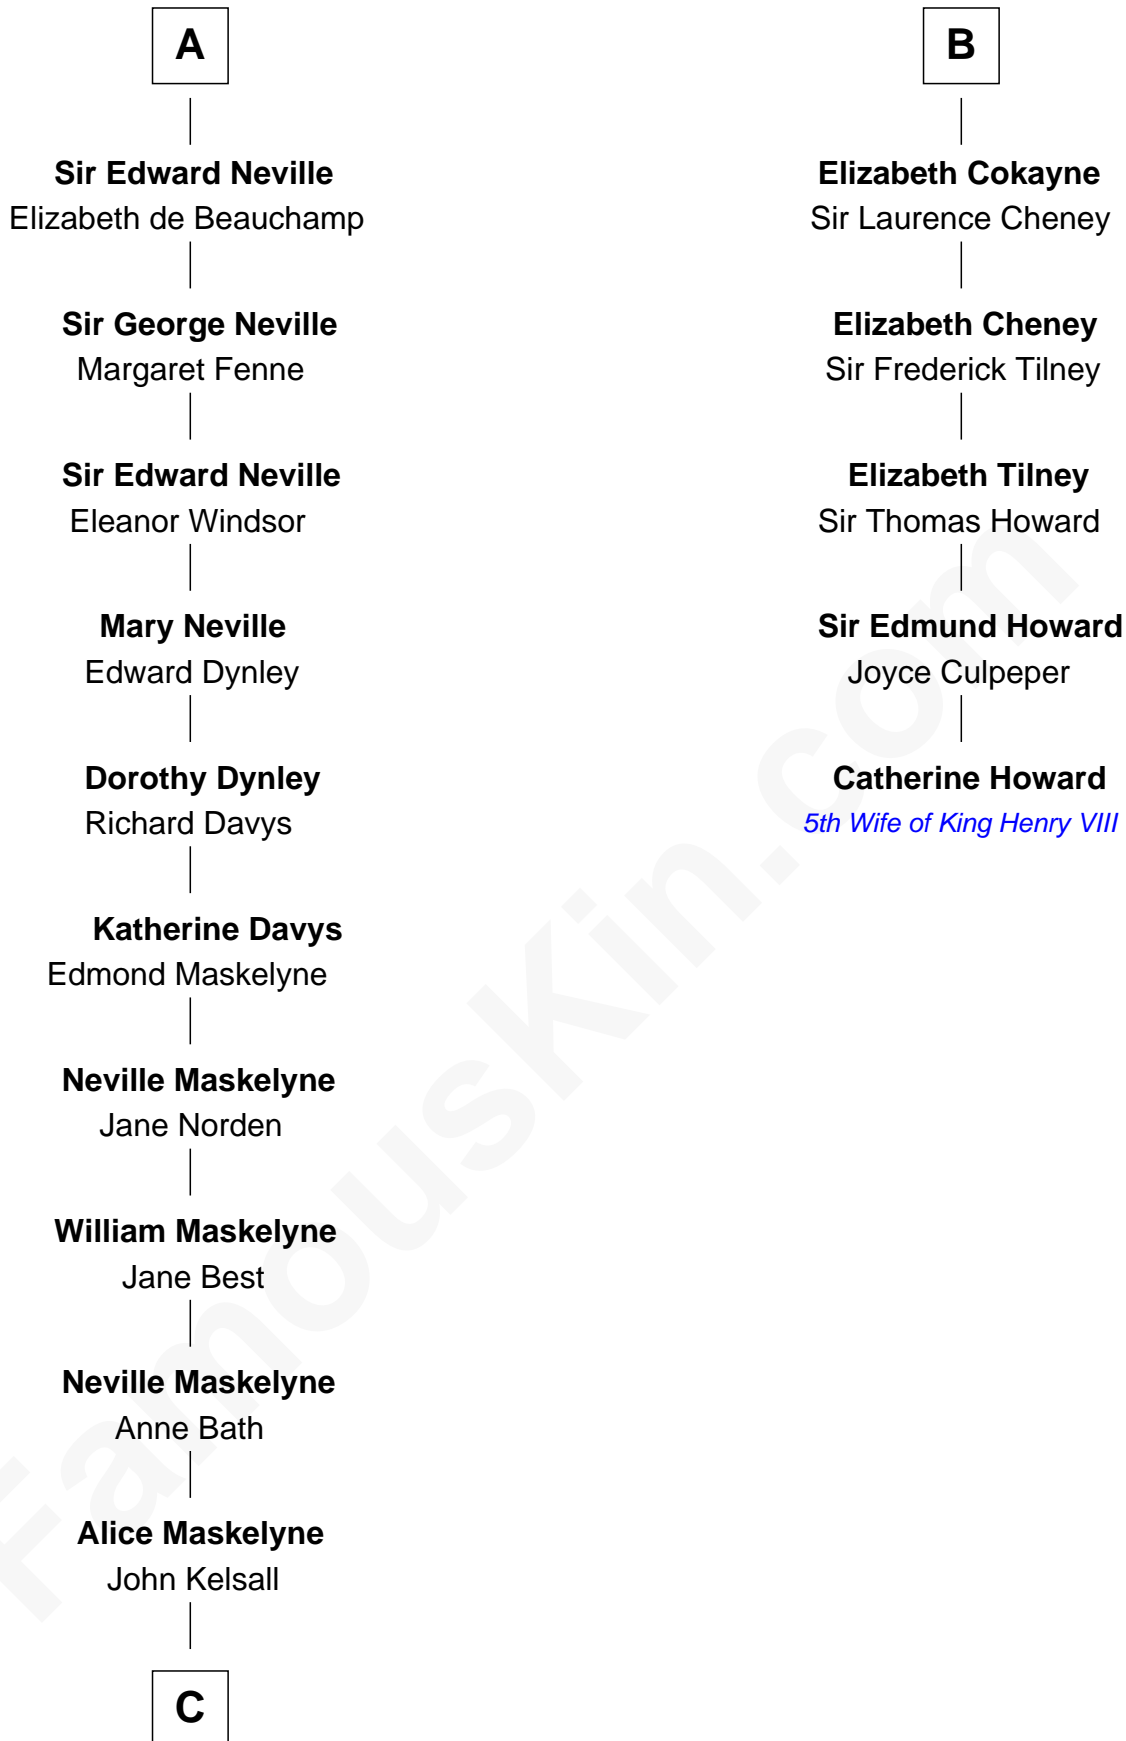 A
Sir Edward Neville
Elizabeth de Beauchamp
Sir George Neville
Margaret Fenne
Sir Edward Neville
Eleanor Windsor
Mary Neville
Edward Dynley
Dorothy Dynley
Richard Davys
Katherine Davys
Edmond Maskelyne
Neville Maskelyne
Jane Norden
William Maskelyne
Jane Best
Neville Maskelyne
Anne Bath
Alice Maskelyne
John Kelsall
C
B
Elizabeth Cokayne
Sir Laurence Cheney
Elizabeth Cheney
Sir Frederick Tilney
Elizabeth Tilney
Sir Thomas Howard
Sir Edmund Howard
Joyce Culpeper
Catherine Howard
5th Wife of King Henry VIII
FamousKin.com